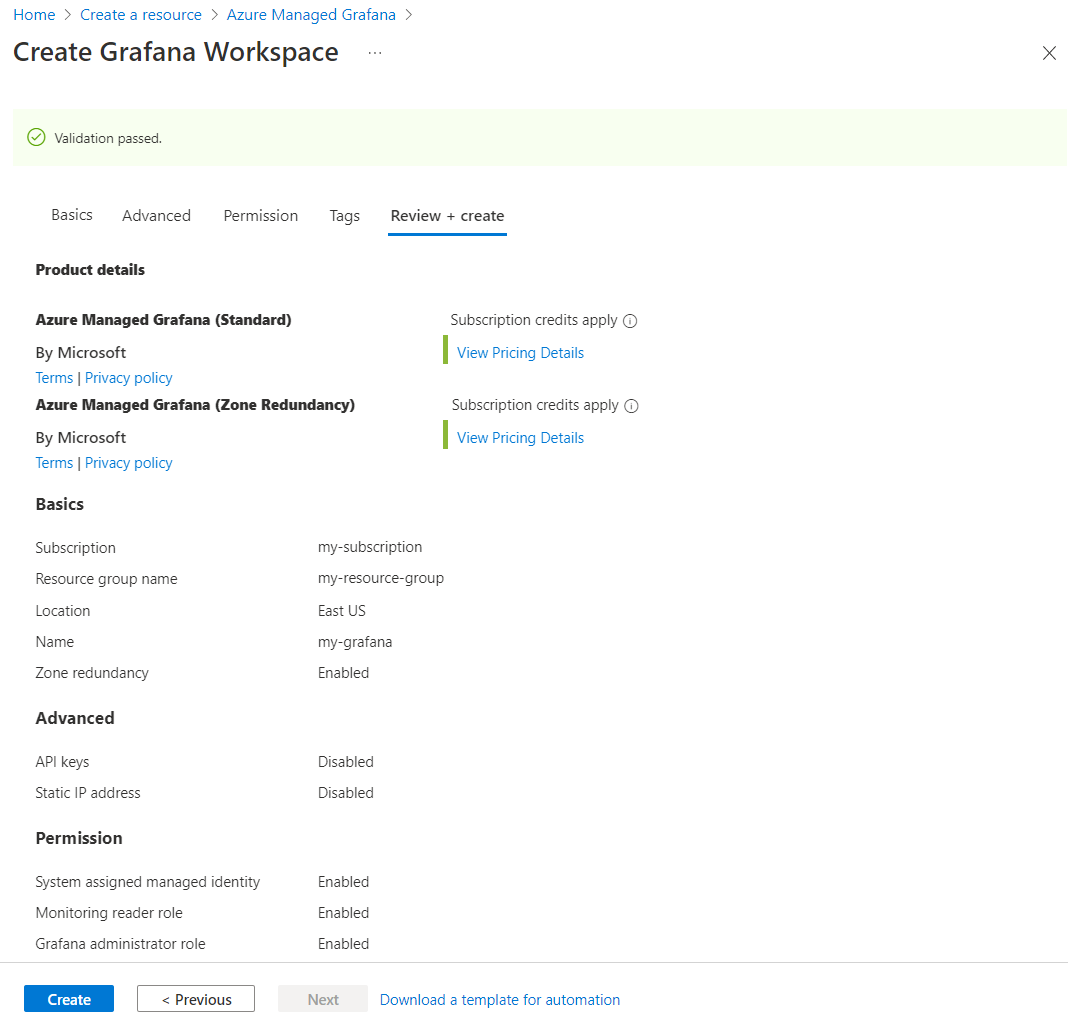 Home > Create a resource > Azure Managed Grafana >
Create Grafana Workspace ...
Validation passed.
Basics Advanced Permission Tags Review + create
Product details
Azure Managed Grafana (Standard) Subscription credits apply
By Microsoft View Pricing Details
Terms | Privacy policy
Azure Managed Grafana (Zone Redundancy) Subscription credits apply
By Microsoft View Pricing Details
Terms | Privacy policy
Basics
Subscription my-subscription
Resource group name my-resource-group
Location East US
Name my-grafana
Zone redundancy Enabled
Advanced
API keys Disabled
Static IP address Disabled
Permission
System assigned managed identity Enabled
Monitoring reader role Enabled
Grafana administrator role Enabled
Create < Previous Next Download a template for automation